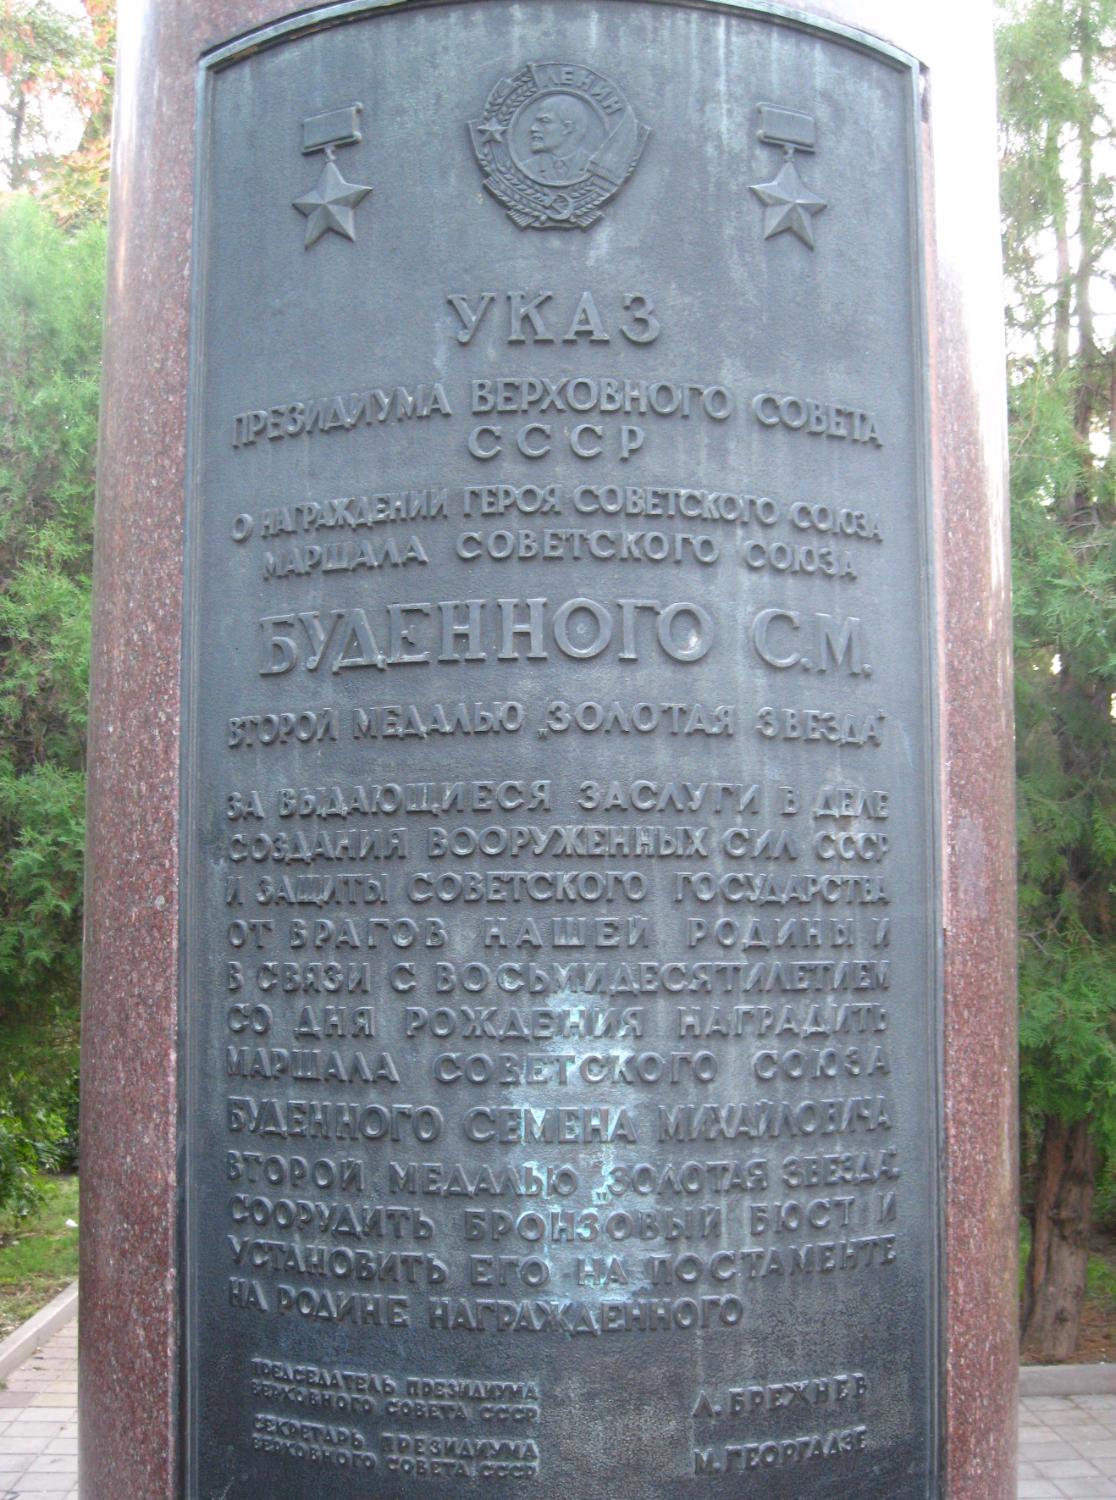 ЛЕНИН
УКАЗ
ПРЕЗИДИУМА ВЕРХОВНОГО СОВЕТА
СССР
О НАГРАЖДЕНИИ ГЕРОЯ СОВЕТСКОГО СОЮЗА
МАРШАЛА СОВЕТСКОГО СОЮЗА
БУДЕННОГО С.М.
ВТОРОЙ МЕДАЛЬЮ „ЗОЛОТАЯ ЗВЕЗДА"
ЗА ВЫДАЮЩИЕСЯ ЗАСЛУГИ В ДЕЛЕ
СОЗДАНИЯ ВООРУЖЕННЫХ СИЛ СССР
И ЗАЩИТЫ СОВЕТСКОГО ГОСУДАРСТВА
ОТ ВРАГОВ НАШЕЙ РОДИНЫ И
В СВЯЗИ С ВОСЬМИДЕСЯТИЛЕТИЕМ
СО ДНЯ РОЖДЕНИЯ НАГРАДИТЬ
МАРШАЛА СОВЕТСКОГО СОЮЗА
БУДЕННОГО СЕМЕНА МИХАЙЛОВИЧА
ВТОРОЙ МЕДАЛЬЮ „ЗОЛОТАЯ ЗВЕЗДА".
СООРУДИТЬ БРОНЗОВЫЙ БЮСТ И
УСТАНОВИТЬ ЕГО НА ПОСТАМЕНТЕ
НА РОДИНЕ НАГРАЖДЕННОГО
ПРЕДСЕДАТЕЛЬ ПРЕЗИДИУМА
ВЕРХОВНОГО СОВЕТА СССР Л. БРЕЖНЕВ
СЕКРЕТАРЬ ПРЕЗИДИУМА
ВЕРХОВНОГО СОВЕТА СССР М. ГЕОРГАДЗЕ